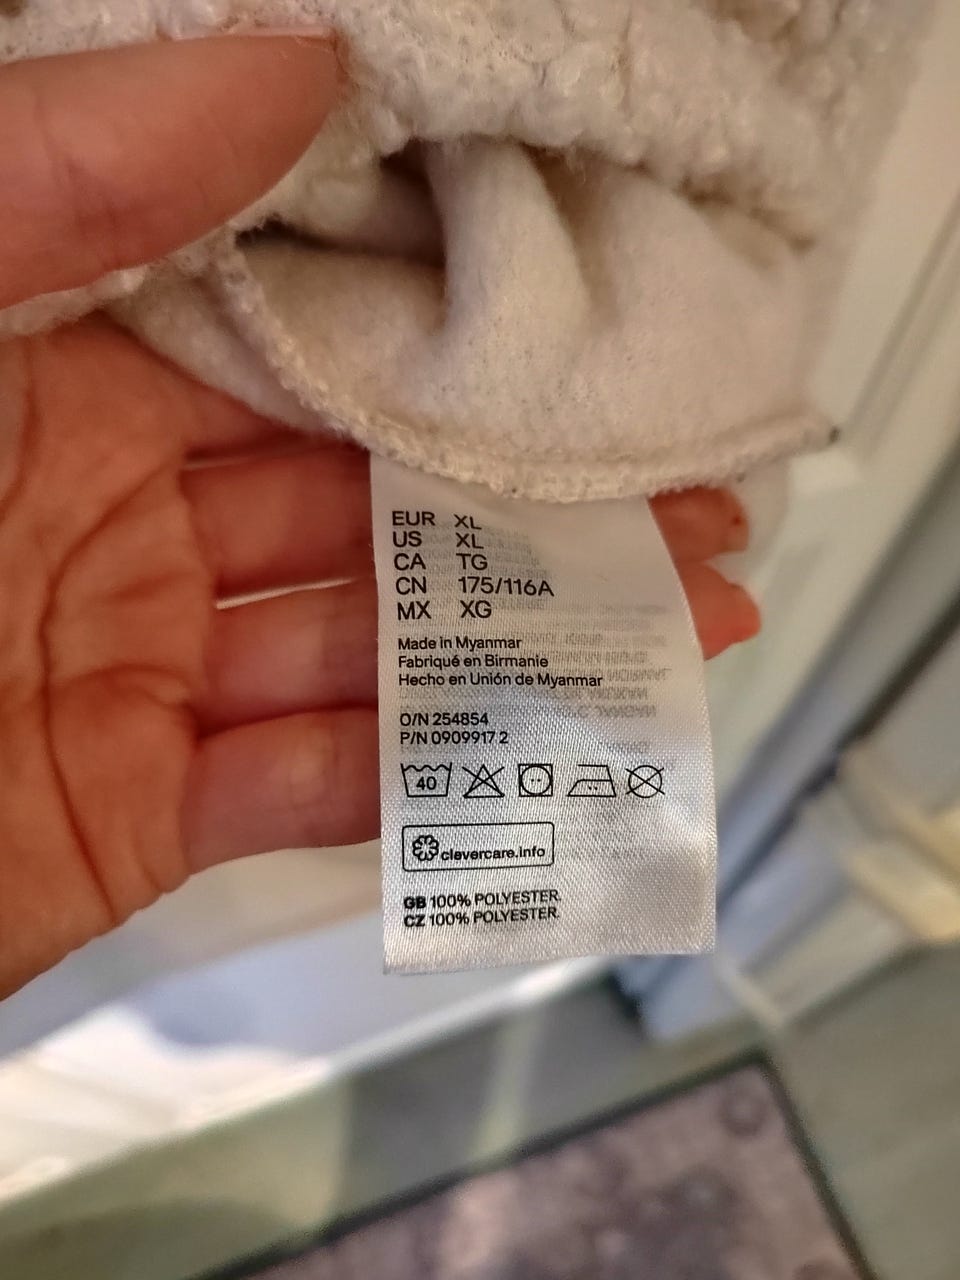 EUR XL
US XL
CA TG
CN 175/116A
MX XG
Made in Myanmar
Fabriqué en Birmanie
Hecho en Unión de Myanmar
O/N 254854
P/N 0909917 2
40
clevercare.info
GB 100% POLYESTER.
CZ 100% POLYESTER.